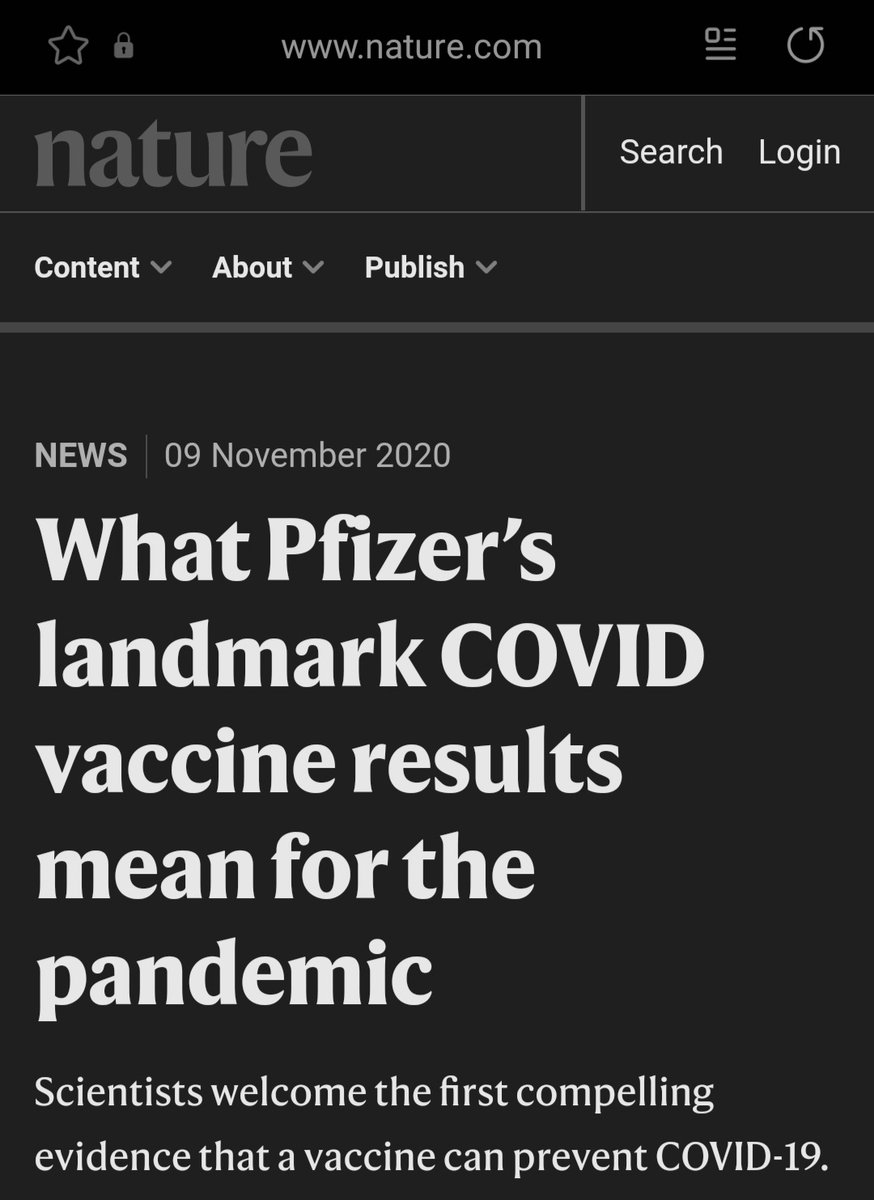 www.nature.com
nature
Search Login
Content About Publish
NEWS 09 November 2020
What Pfizer’s
landmark COVID
vaccine results
mean for the
pandemic
Scientists welcome the first compelling
evidence that a vaccine can prevent COVID-19.